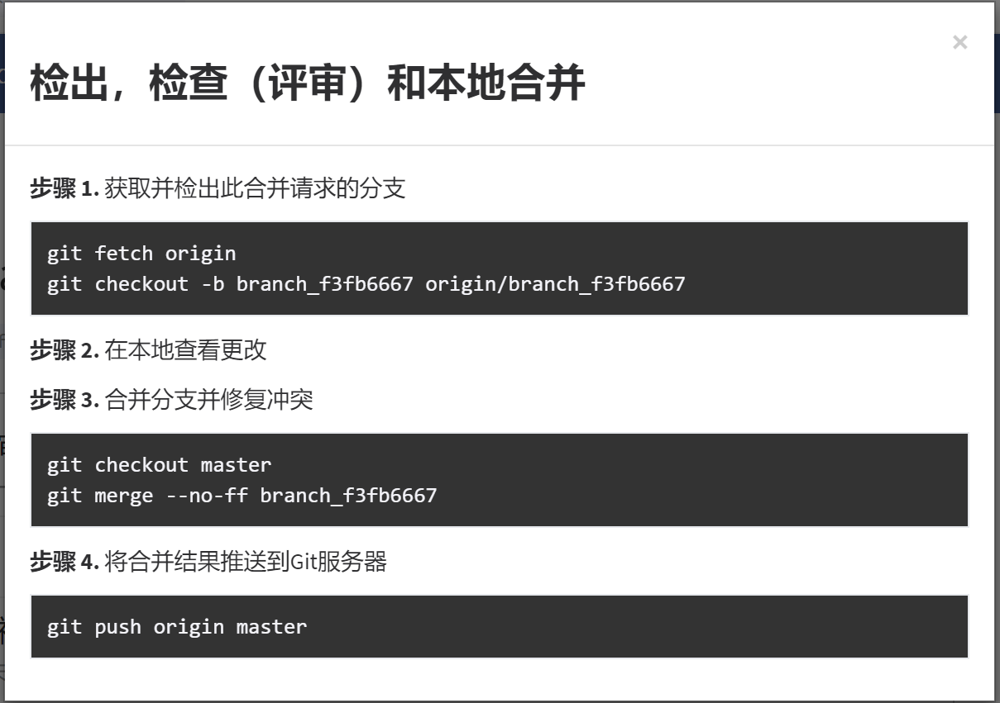 ×
检出，检查（评审）和本地合并
步骤 1. 获取并检出此合并请求的分支
git fetch origin
git checkout -b branch_f3fb6667 origin/branch_f3fb6667
步骤 2. 在本地查看更改
步骤 3. 合并分支并修复冲突
git checkout master
git merge --no-ff branch_f3fb6667
步骤 4. 将合并结果推送到Git服务器
git push origin master